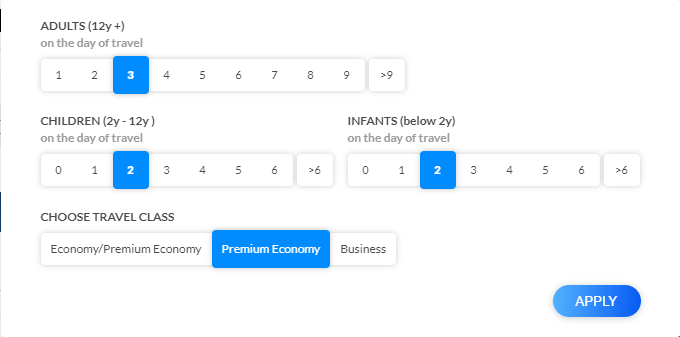 ADULTS (12y +)
on the day of travel
1 2 3 4 5 6 7 8 9 >9
CHILDREN (2y - 12y )
on the day of travel
0 1 2 3 4 5 6 >6
INFANTS (below 2y)
on the day of travel
0 1 2 3 4 5 6 >6
CHOOSE TRAVEL CLASS
Economy/Premium Economy Premium Economy Business
APPLY